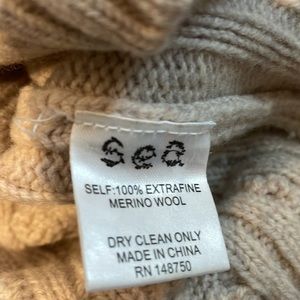 sea
SELF:100% EXTRAFINE
MERINO WOOL
DRY CLEAN ONLY
MADE IN CHINA
RN 148750